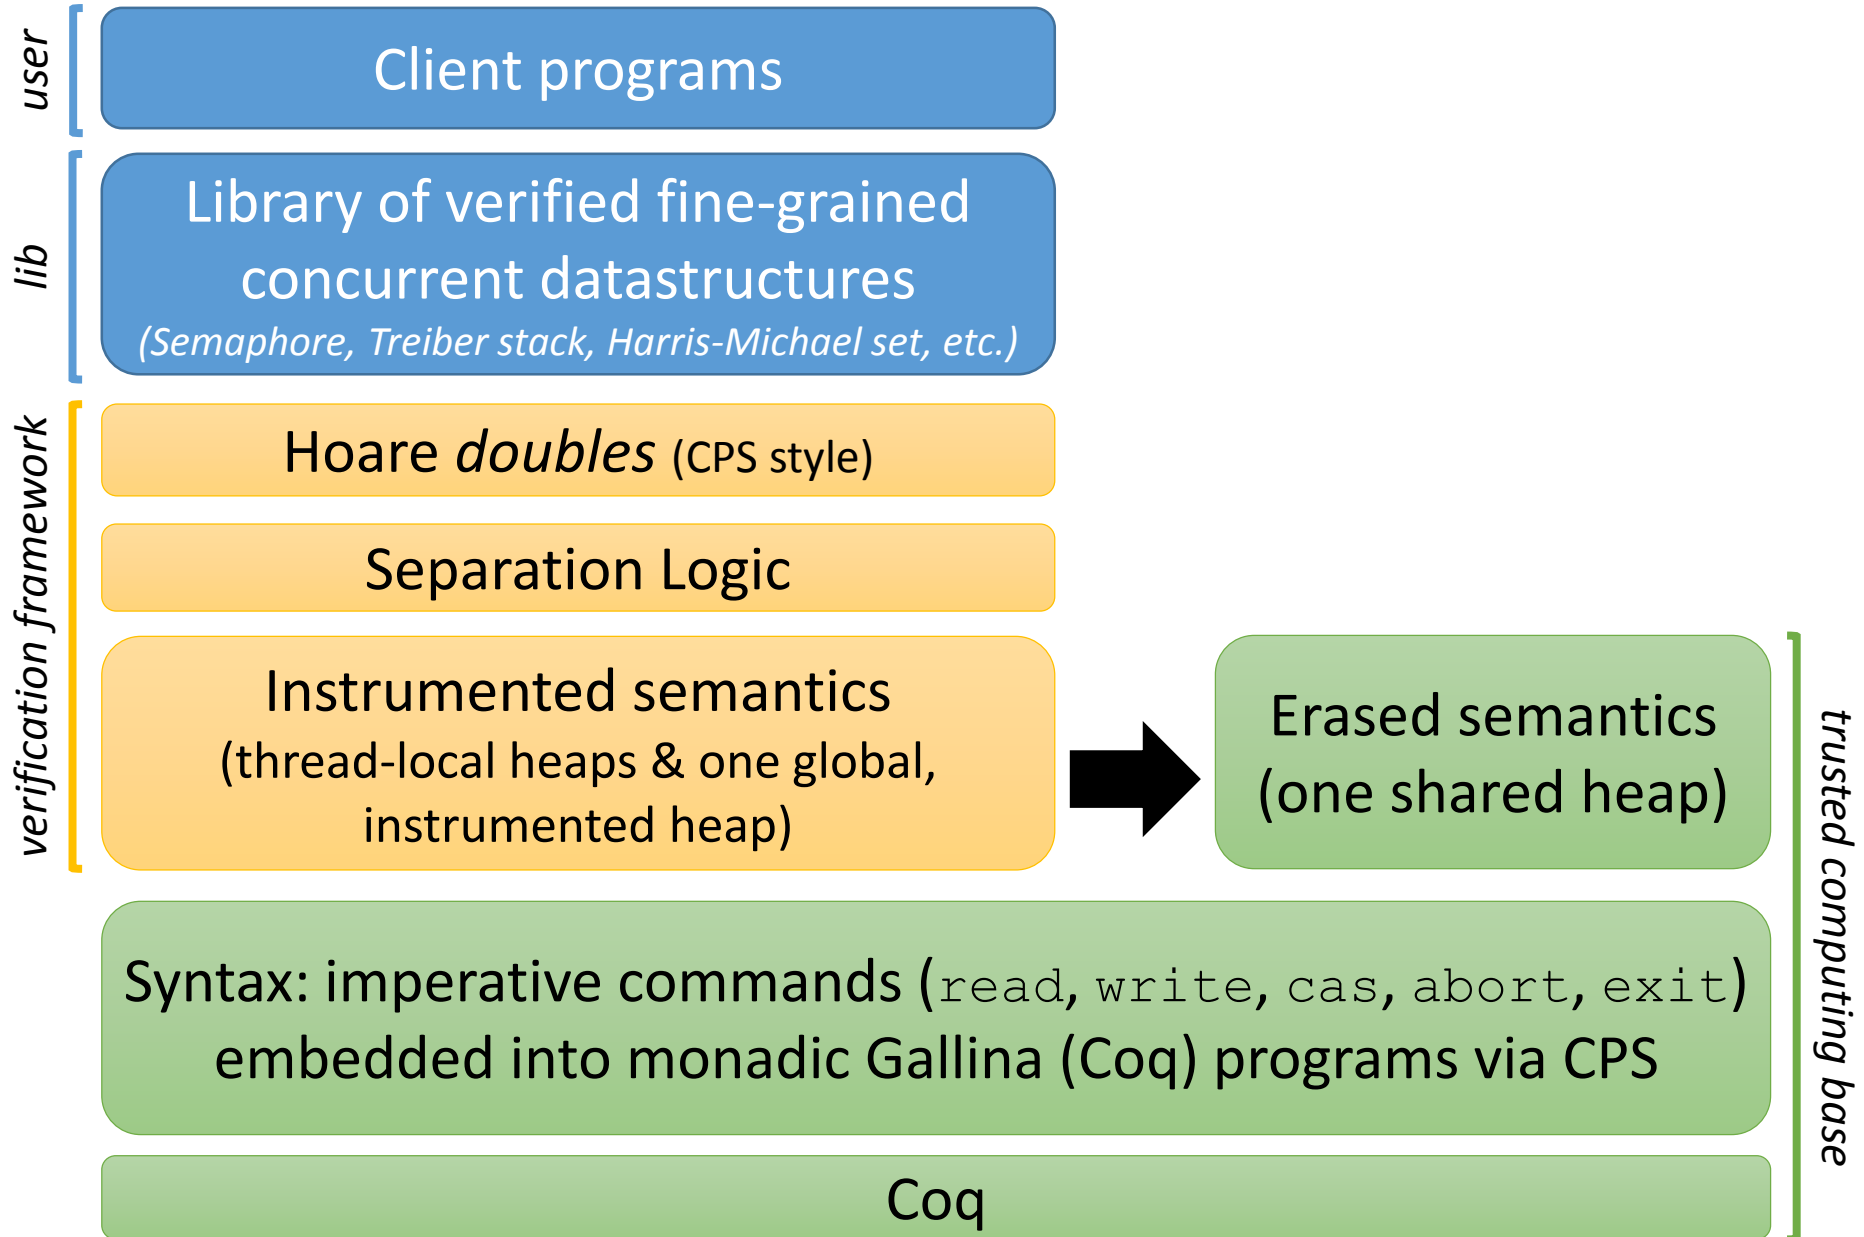 user
Client programs
lib
Library of verified fine-grained
concurrent datastructures
(Semaphore, Treiber stack, Harris-Michael set, etc.)
verification framework
Hoare doubles (CPS style)
Separation Logic
Instrumented semantics
(thread-local heaps & one global,
instrumented heap)
Erased semantics
(one shared heap)
trusted computing base
Syntax: imperative commands (read, write, cas, abort, exit)
embedded into monadic Gallina (Coq) programs via CPS
Coq